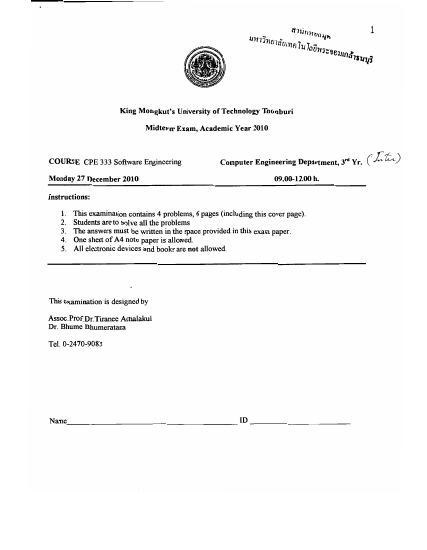 1
สำนักหอสมุด
มหาวิทยาลัยเทคโนโลยีพระจอมเกล้าธนบุรี
King Mongkut's University of Technology Thonburi
Midterm Exam, Academic Year 2010
COURSE CPE 333 Software Engineering Computer Engineering Department, 3rd Yr. (Inter)
Monday 27 December 2010 09.00-12.00 h.
Instructions:
1. This examination contains 4 problems, 6 pages (including this cover page).
2. Students are to solve all the problems
3. The answers must be written in the space provided in this exam paper.
4. One sheet of A4 note paper is allowed.
5. All electronic devices and books are not allowed.
This examination is designed by
Assoc.Prof.Dr.Tiranee Achalakul
Dr. Bhume Bhumeratana
Tel. 0-2470-9083
Name ID